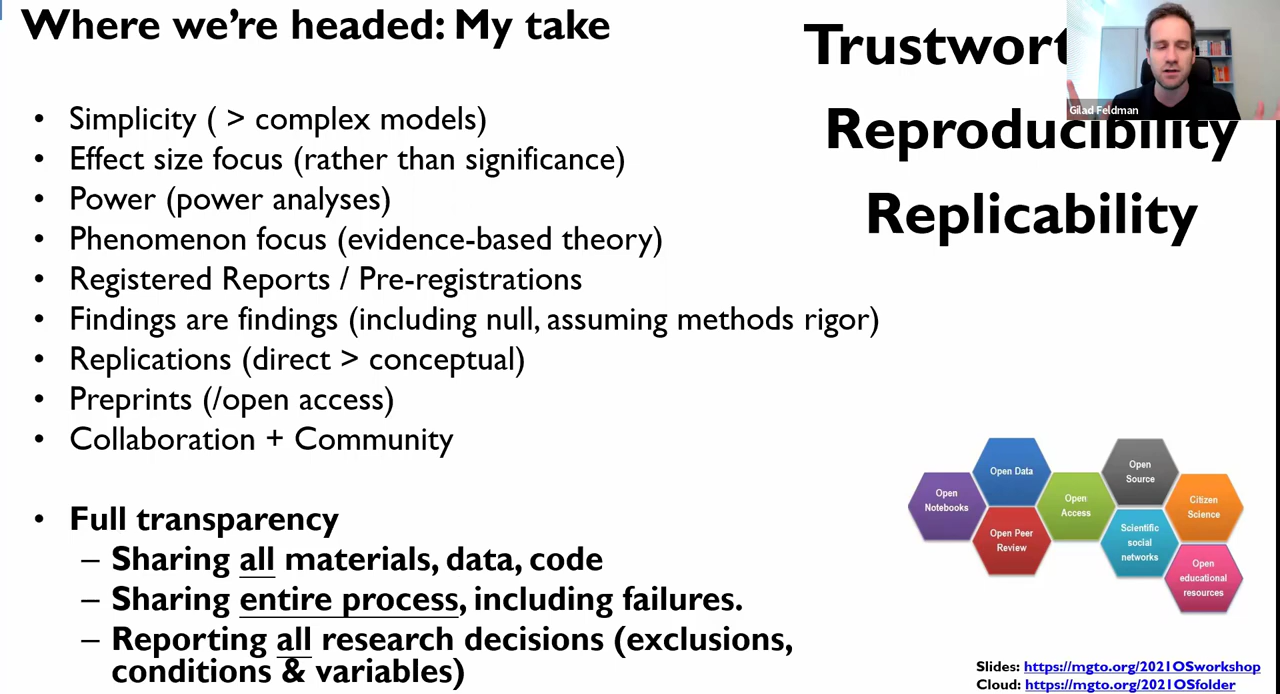 Where we're headed: My take
• Simplicity ( > complex models)
• Effect size focus (rather than significance)
• Power (power analyses)
• Phenomenon focus (evidence-based theory)
• Registered Reports / Pre-registrations
• Findings are findings (including null, assuming methods rigor)
• Replications (direct > conceptual)
• Preprints (/open access)
• Collaboration + Community
• Full transparency
– Sharing all materials, data, code
– Sharing entire process, including failures.
– Reporting all research decisions (exclusions,
conditions & variables)
Gilad Feldman
Reproducibility
Replicability
Open
Notebooks
Open Data
Open Peer
Review
Open
Access
Open
Source
Scientific
social
networks
Citizen
Science
Open
educational
resources
Slides: https://mgto.org/2021OSworkshop
Cloud: https://mgto.org/2021OSfolder